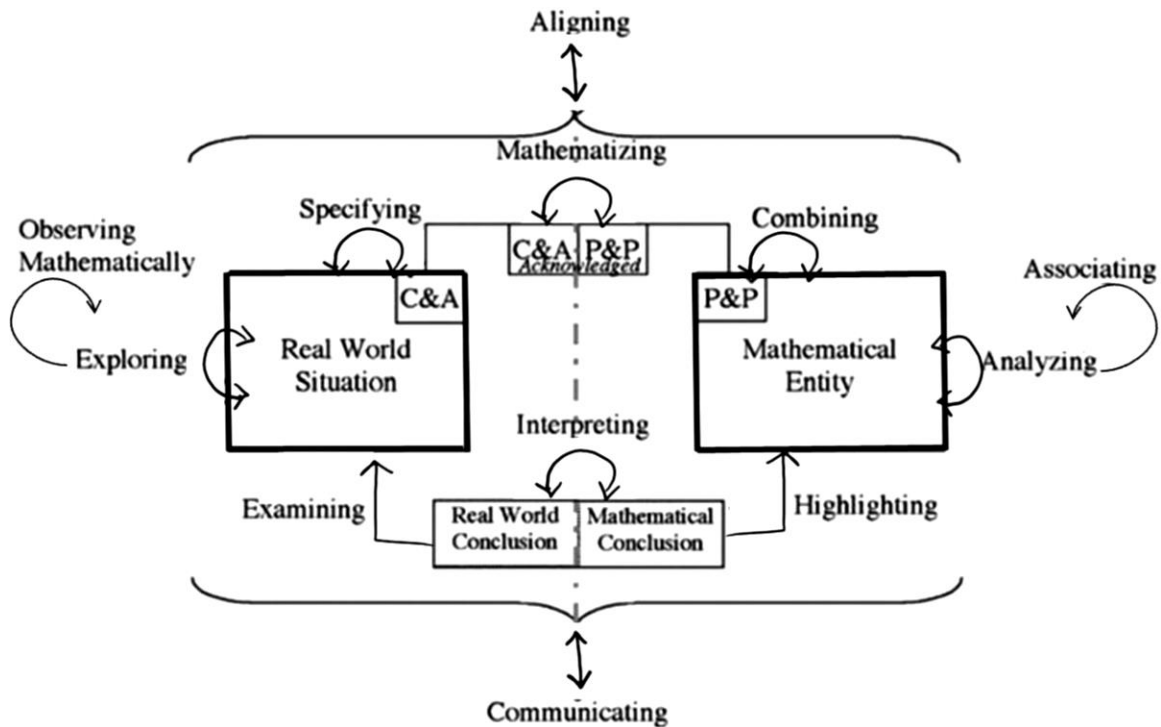 Aligning
Mathematizing
Specifying
Combining
Observing
Mathematically
C&A P&P
Acknowledged
Associating
C&A
P&P
Exploring
Real World
Situation
Mathematical
Entity
Analyzing
Interpreting
Examining
Real World
Conclusion
Mathematical
Conclusion
Highlighting
Communicating